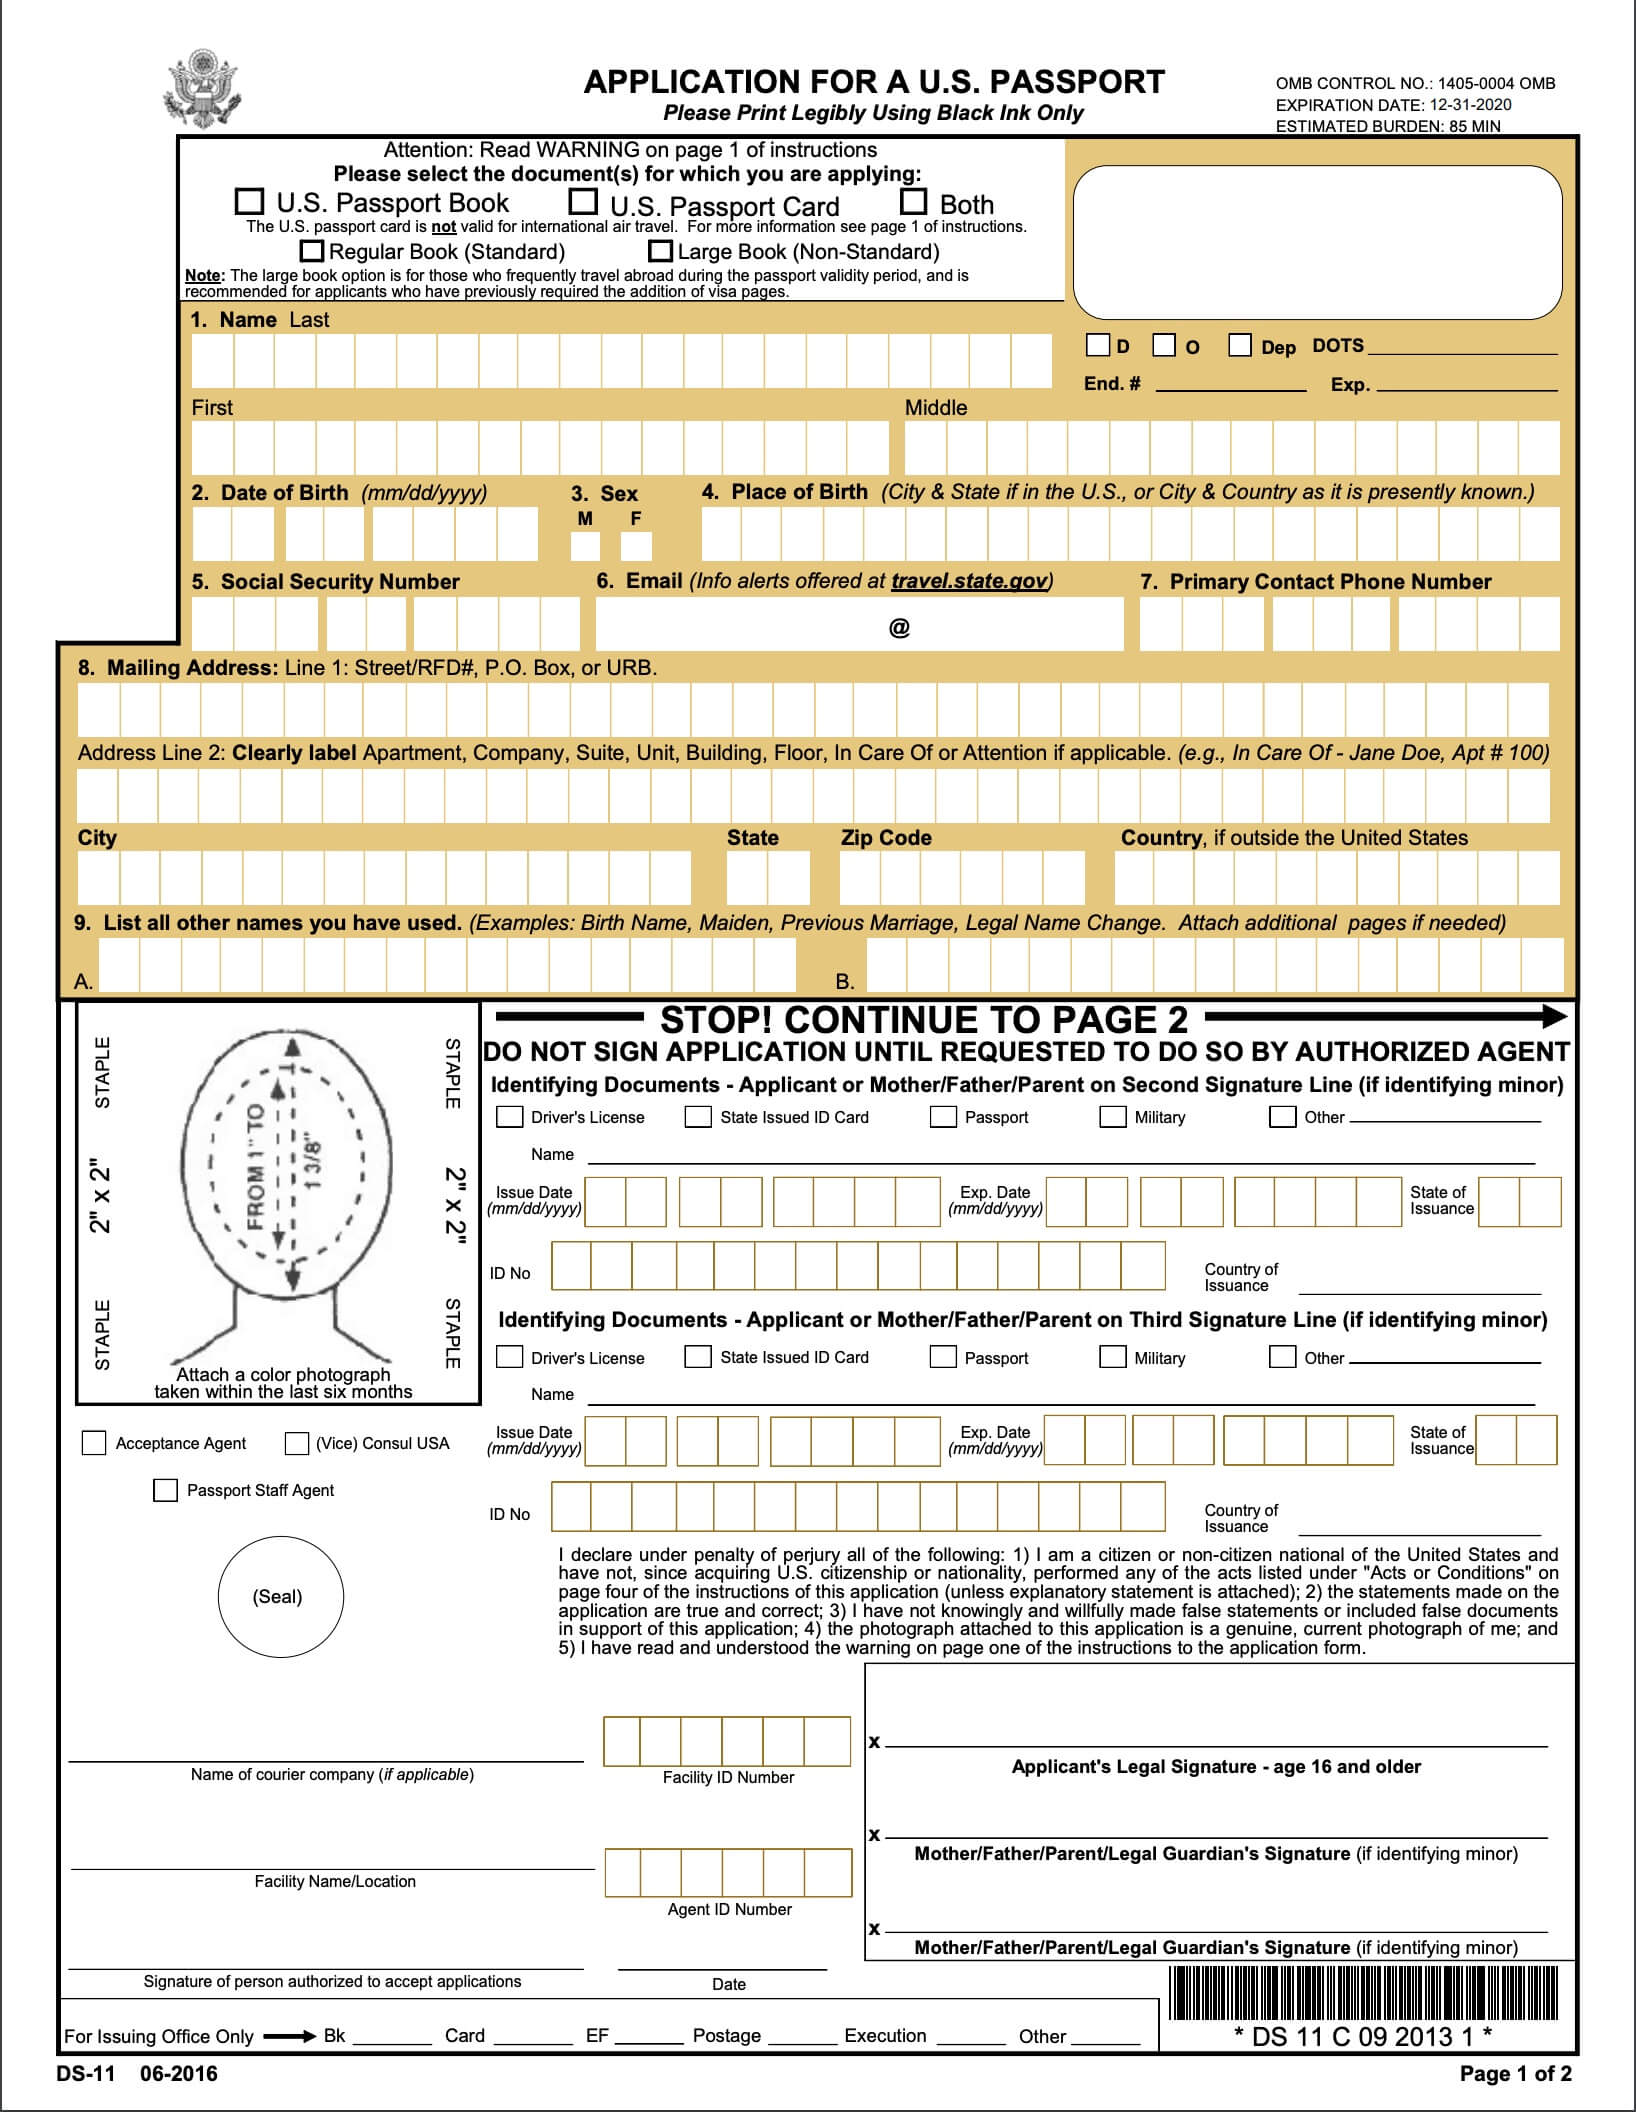 APPLICATION FOR A U.S. PASSPORT
Please Print Legibly Using Black Ink Only
OMB CONTROL NO.: 1405-0004 OMB
EXPIRATION DATE: 12-31-2020
ESTIMATED BURDEN: 85 MIN
Attention: Read WARNING on page 1 of instructions
Please select the document(s) for which you are applying:
U.S. Passport Book U.S. Passport Card Both
The U.S. passport card is not valid for international air travel. For more information see page 1 of instructions.
Regular Book (Standard) Large Book (Non-Standard)
Note: The large book option is for those who frequently travel abroad during the passport validity period, and is
recommended for applicants who have previously required the addition of visa pages.
1. Name Last
D O Dep DOTS
End. # Exp.
First Middle
2. Date of Birth (mm/dd/yyyy) 3. Sex 4. Place of Birth (City & State if in the U.S., or City & Country as it is presently known.)
M F
5. Social Security Number 6. Email (Info alerts offered at travel.state.gov) 7. Primary Contact Phone Number
@
8. Mailing Address: Line 1: Street/RFD#, P.O. Box, or URB.
Address Line 2: Clearly label Apartment, Company, Suite, Unit, Building, Floor, In Care Of or Attention if applicable. (e.g., In Care Of - Jane Doe, Apt # 100)
City State Zip Code Country, if outside the United States
9. List all other names you have used. (Examples: Birth Name, Maiden, Previous Marriage, Legal Name Change. Attach additional pages if needed)
A. B.
STAPLE 2" x 2" STAPLE
FROM 1" TO
1 3/8"
STAPLE 2" x 2" STAPLE
Attach a color photograph
taken within the last six months
STOP! CONTINUE TO PAGE 2
DO NOT SIGN APPLICATION UNTIL REQUESTED TO DO SO BY AUTHORIZED AGENT
Identifying Documents - Applicant or Mother/Father/Parent on Second Signature Line (if identifying minor)
Driver's License State Issued ID Card Passport Military Other
Name
Issue Date (mm/dd/yyyy) Exp. Date (mm/dd/yyyy) State of Issuance
ID No Country of Issuance
Identifying Documents - Applicant or Mother/Father/Parent on Third Signature Line (if identifying minor)
Driver's License State Issued ID Card Passport Military Other
Name
Issue Date (mm/dd/yyyy) Exp. Date (mm/dd/yyyy) State of Issuance
ID No Country of Issuance
Acceptance Agent (Vice) Consul USA
Passport Staff Agent
(Seal)
I declare under penalty of perjury all of the following: 1) I am a citizen or non-citizen national of the United States and
have not, since acquiring U.S. citizenship or nationality, performed any of the acts listed under "Acts or Conditions" on
page four of the instructions of this application (unless explanatory statement is attached); 2) the statements made on the
application are true and correct; 3) I have not knowingly and willfully made false statements or included false documents
in support of this application; 4) the photograph attached to this application is a genuine, current photograph of me; and
5) I have read and understood the warning on page one of the instructions to the application form.
Name of courier company (if applicable) Facility ID Number
x
Applicant's Legal Signature - age 16 and older
x
Mother/Father/Parent/Legal Guardian's Signature (if identifying minor)
Facility Name/Location Agent ID Number
x
Mother/Father/Parent/Legal Guardian's Signature (if identifying minor)
Signature of person authorized to accept applications Date
For Issuing Office Only Bk Card EF Postage Execution Other
* DS 11 C 09 2013 1 *
DS-11 06-2016 Page 1 of 2